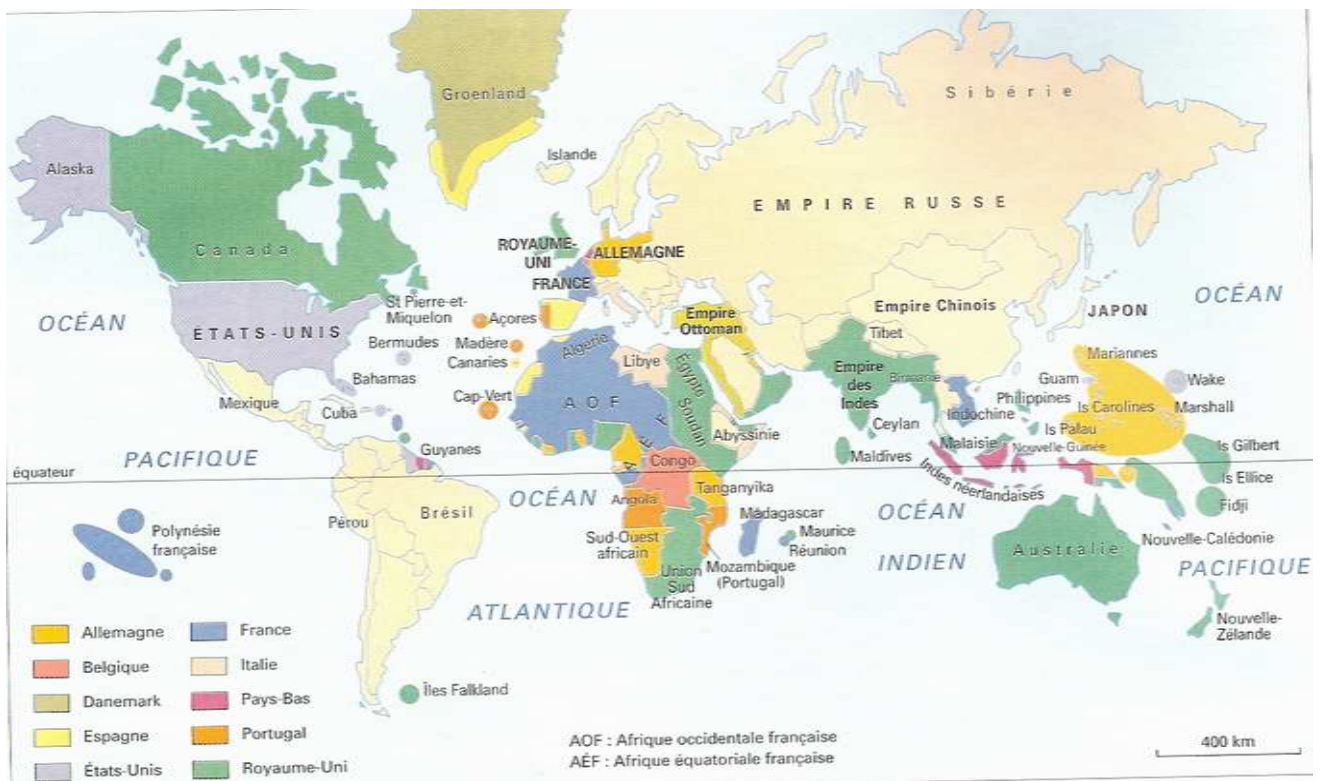 Groenland
Sibérie
Islande
Alaska
EMPIRE RUSSE
Canada
ROYAUME-
UNI
ALLEMAGNE
FRANCE
St Pierre-et-
Miquelon
OCÉAN
Açores
Empire
Ottoman
Empire Chinois
JAPON
OCÉAN
ÉTATS-UNIS
Bermudes
Madère
Canaries
Algérie
Libye
Égypte
Tibet
Mariannes
Bahamas
Empire
des
Indes
Birmanie
Guam
Wake
Mexique
Cuba
Cap-Vert
AOF
Soudan
Philippines
Is Carolines
Marshall
Indochine
Ceylan
Is Palau
Abyssinie
Guyanes
A E F
Malaisie
Nouvelle-Guinée
Maldives
Is Gilbert
PACIFIQUE
équateur
Congo
Indes néerlandaises
Is Ellice
OCÉAN
Angola
Tanganyika
Pérou
Brésil
Madagascar
OCÉAN
Fidji
Polynésie
française
Sud-Ouest
africain
Maurice
Réunion
Australie
Nouvelle-Calédonie
INDIEN
PACIFIQUE
Mozambique
(Portugal)
Union
Sud
Africaine
ATLANTIQUE
Nouvelle-
Zélande
Îles Falkland
Allemagne
France
Belgique
Italie
Danemark
Pays-Bas
Espagne
Portugal
États-Unis
Royaume-Uni
AOF : Afrique occidentale française
AÉF : Afrique équatoriale française
400 km